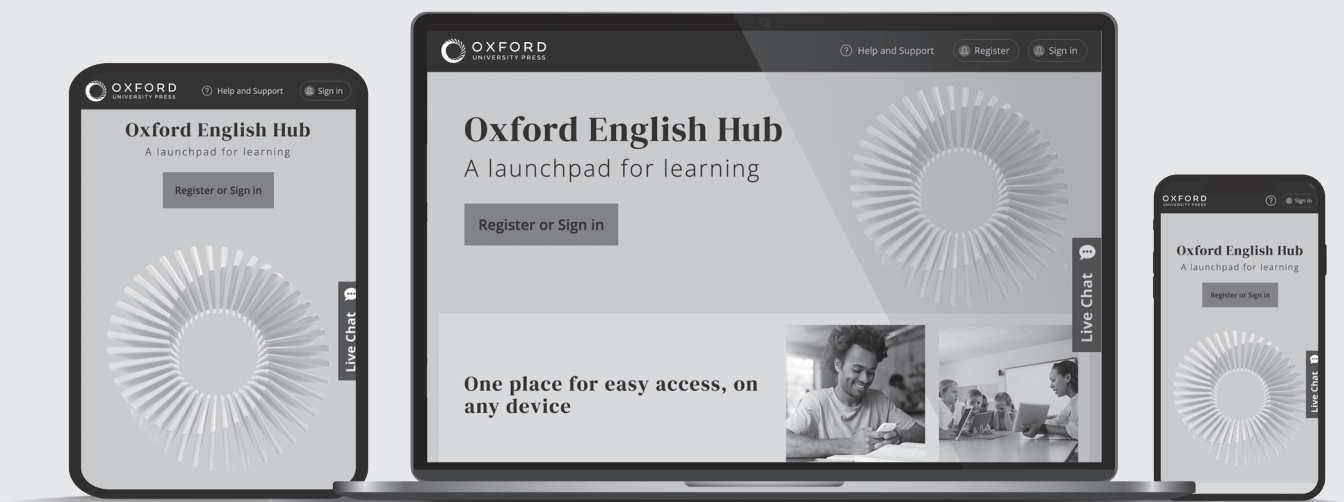 OXFORD
UNIVERSITY PRESS
Help and Support
Sign in
Oxford English Hub
A launchpad for learning
Register or Sign in
Live Chat
OXFORD
UNIVERSITY PRESS
Help and Support
Register
Sign in
Oxford English Hub
A launchpad for learning
Register or Sign in
Live Chat
One place for easy access, on
any device
OXFORD
UNIVERSITY PRESS
Sign in
Oxford English Hub
A launchpad for learning
Register or Sign in
Live Chat